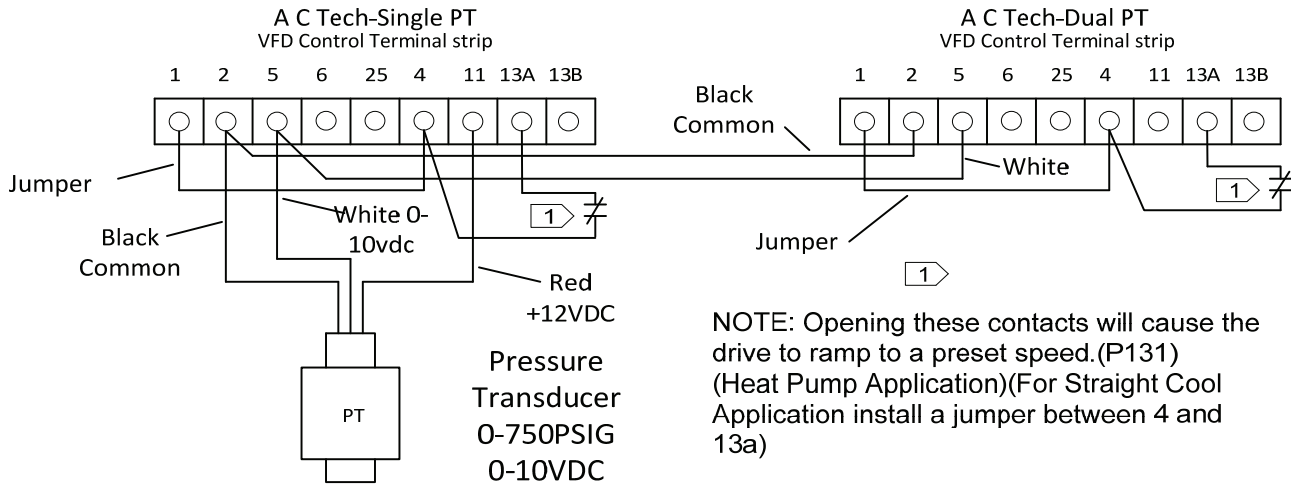 A C Tech-Single PT
VFD Control Terminal strip
1 2 5 6 25 4 11 13A 13B
A C Tech-Dual PT
VFD Control Terminal strip
1 2 5 6 25 4 11 13A 13B
Black
Common
White
Jumper
1
1
White 0-
10vdc
Black
Common
Jumper
1
Red
+12VDC
Pressure
Transducer
0-750PSIG
0-10VDC
PT
NOTE: Opening these contacts will cause the
drive to ramp to a preset speed.(P131)
(Heat Pump Application)(For Straight Cool
Application install a jumper between 4 and
13a)